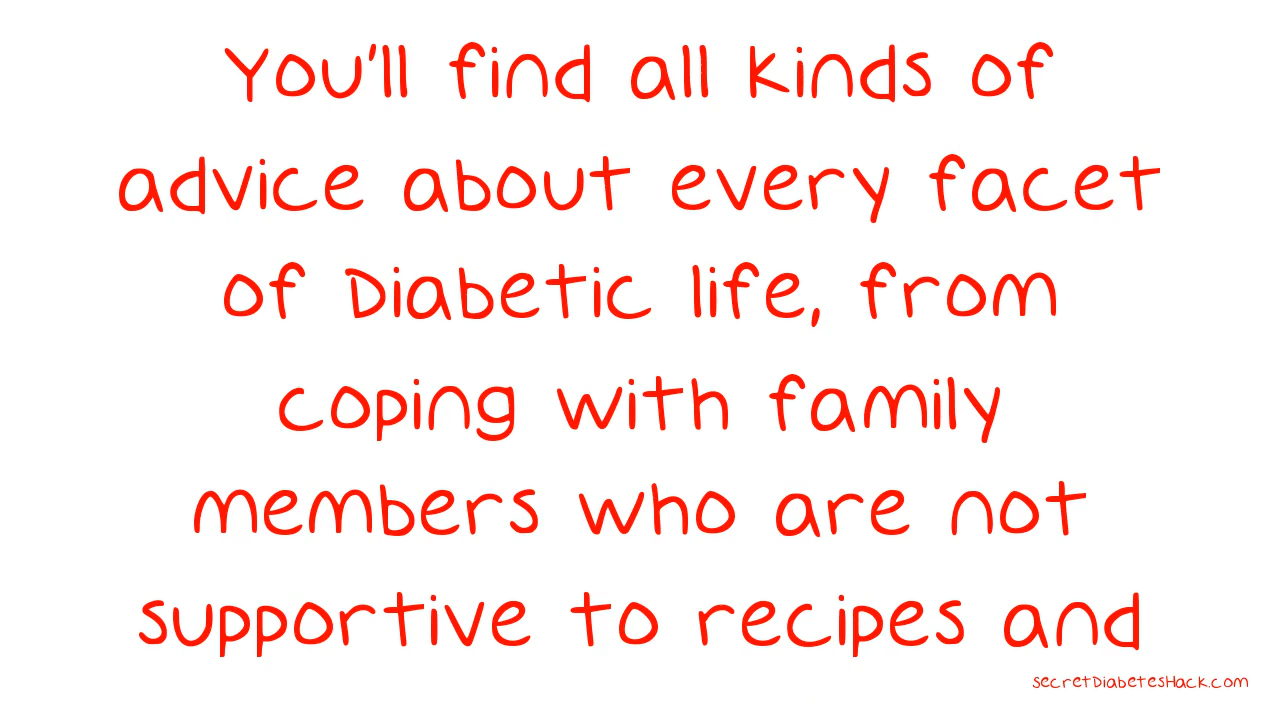 You'll find all kinds of
advice about every facet
of Diabetic life, from
coping with family
members who are not
supportive to recipes and
secretDiabetesHack.com